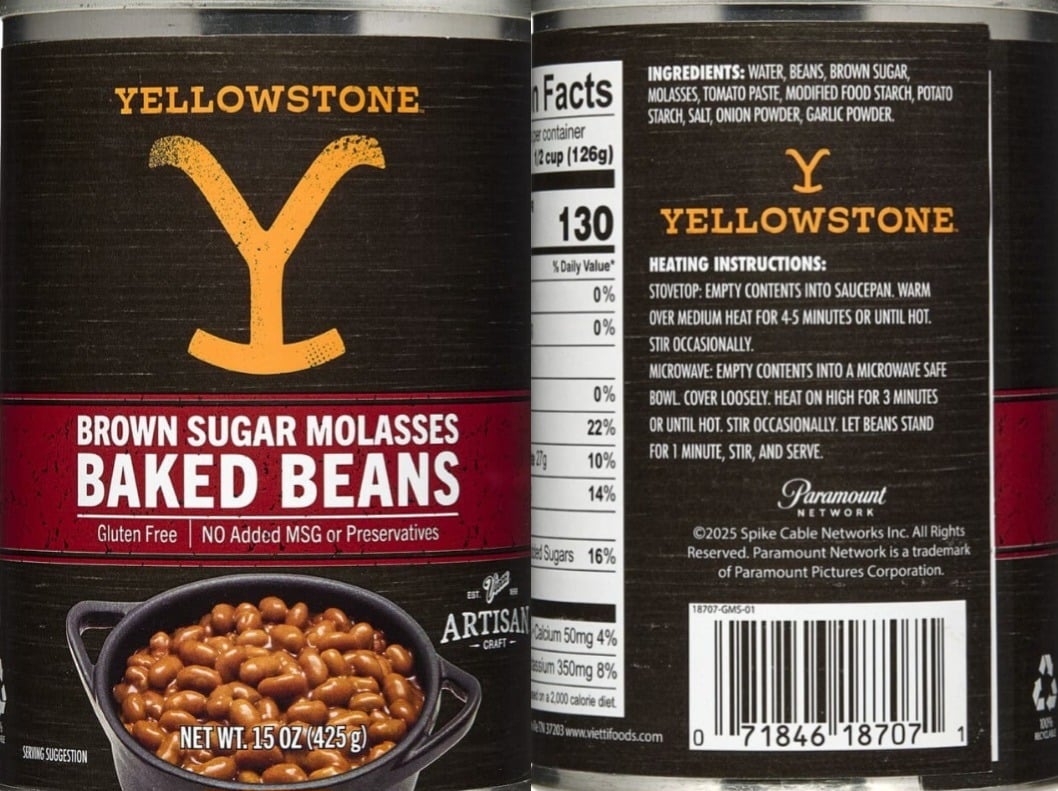 YELLOWSTONE
Y
BROWN SUGAR MOLASSES
BAKED BEANS
Gluten Free | NO Added MSG or Preservatives
EST.
ARTISAN
CRAFT
NET WT. 15 OZ (425 g)
SERVING SUGGESTION
Facts
per container
1/2 cup (126g)
130
% Daily Value*
0%
0%
0%
22%
27g 10%
14%
Sugars 16%
Calcium 50mg 4%
350mg 8%
on a 2,000 calorie diet.
TN 37203 www.viettifoods.com
INGREDIENTS: WATER, BEANS, BROWN SUGAR,
MOLASSES, TOMATO PASTE, MODIFIED FOOD STARCH, POTATO
STARCH, SALT, ONION POWDER, GARLIC POWDER.
Y
YELLOWSTONE
HEATING INSTRUCTIONS:
STOVETOP: EMPTY CONTENTS INTO SAUCEPAN. WARM
OVER MEDIUM HEAT FOR 4-5 MINUTES OR UNTIL HOT.
STIR OCCASIONALLY.
MICROWAVE: EMPTY CONTENTS INTO A MICROWAVE SAFE
BOWL. COVER LOOSELY. HEAT ON HIGH FOR 3 MINUTES
OR UNTIL HOT. STIR OCCASIONALLY. LET BEANS STAND
FOR 1 MINUTE, STIR, AND SERVE.
Paramount
NETWORK
©2025 Spike Cable Networks Inc. All Rights
Reserved. Paramount Network is a trademark
of Paramount Pictures Corporation.
18707-GMS-01
0 71846 18707 1
100%
RECYCLABLE